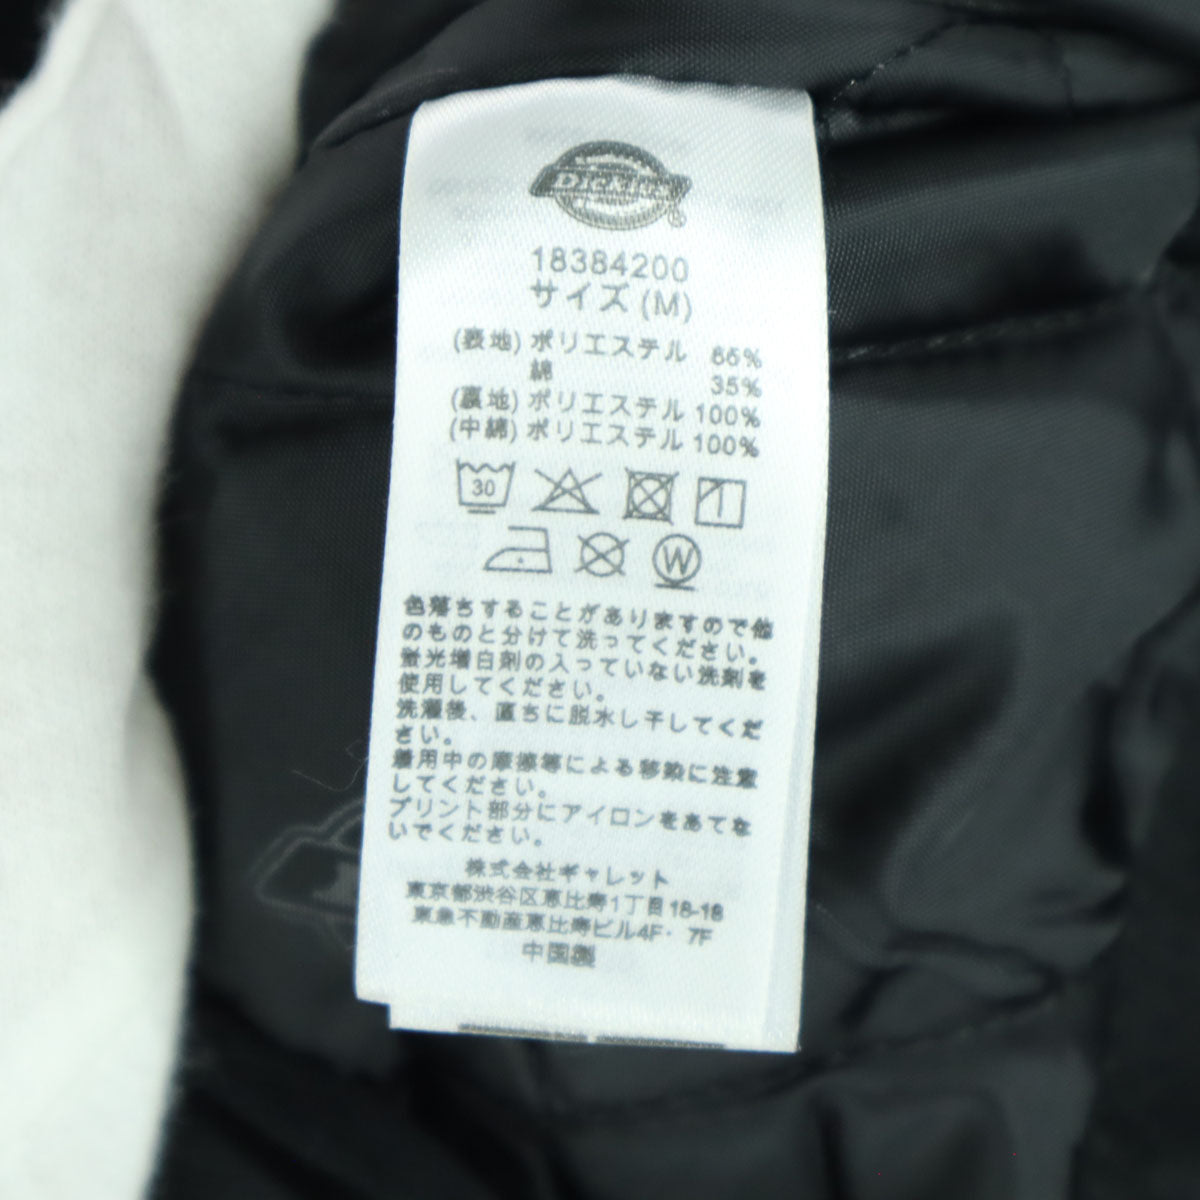 DICKIES
18384200
サイズ (M)
(表地) ポリエステル 65%
綿 35%
(裏地) ポリエステル 100%
(中綿) ポリエステル 100%
30
W
色落ちすることがありますので他
のものと分けて洗ってください。
蛍光増白剤の入っていない洗剤を
使用してください。
洗濯後、直ちに脱水し干してくだ
さい。
着用中の摩擦等による移染に注意
してください。
プリント部分にアイロンをあてな
いでください。
株式会社ギャレット
東京都渋谷区恵比寿1丁目18-18
東急不動産恵比寿ビル4F・7F
中国製